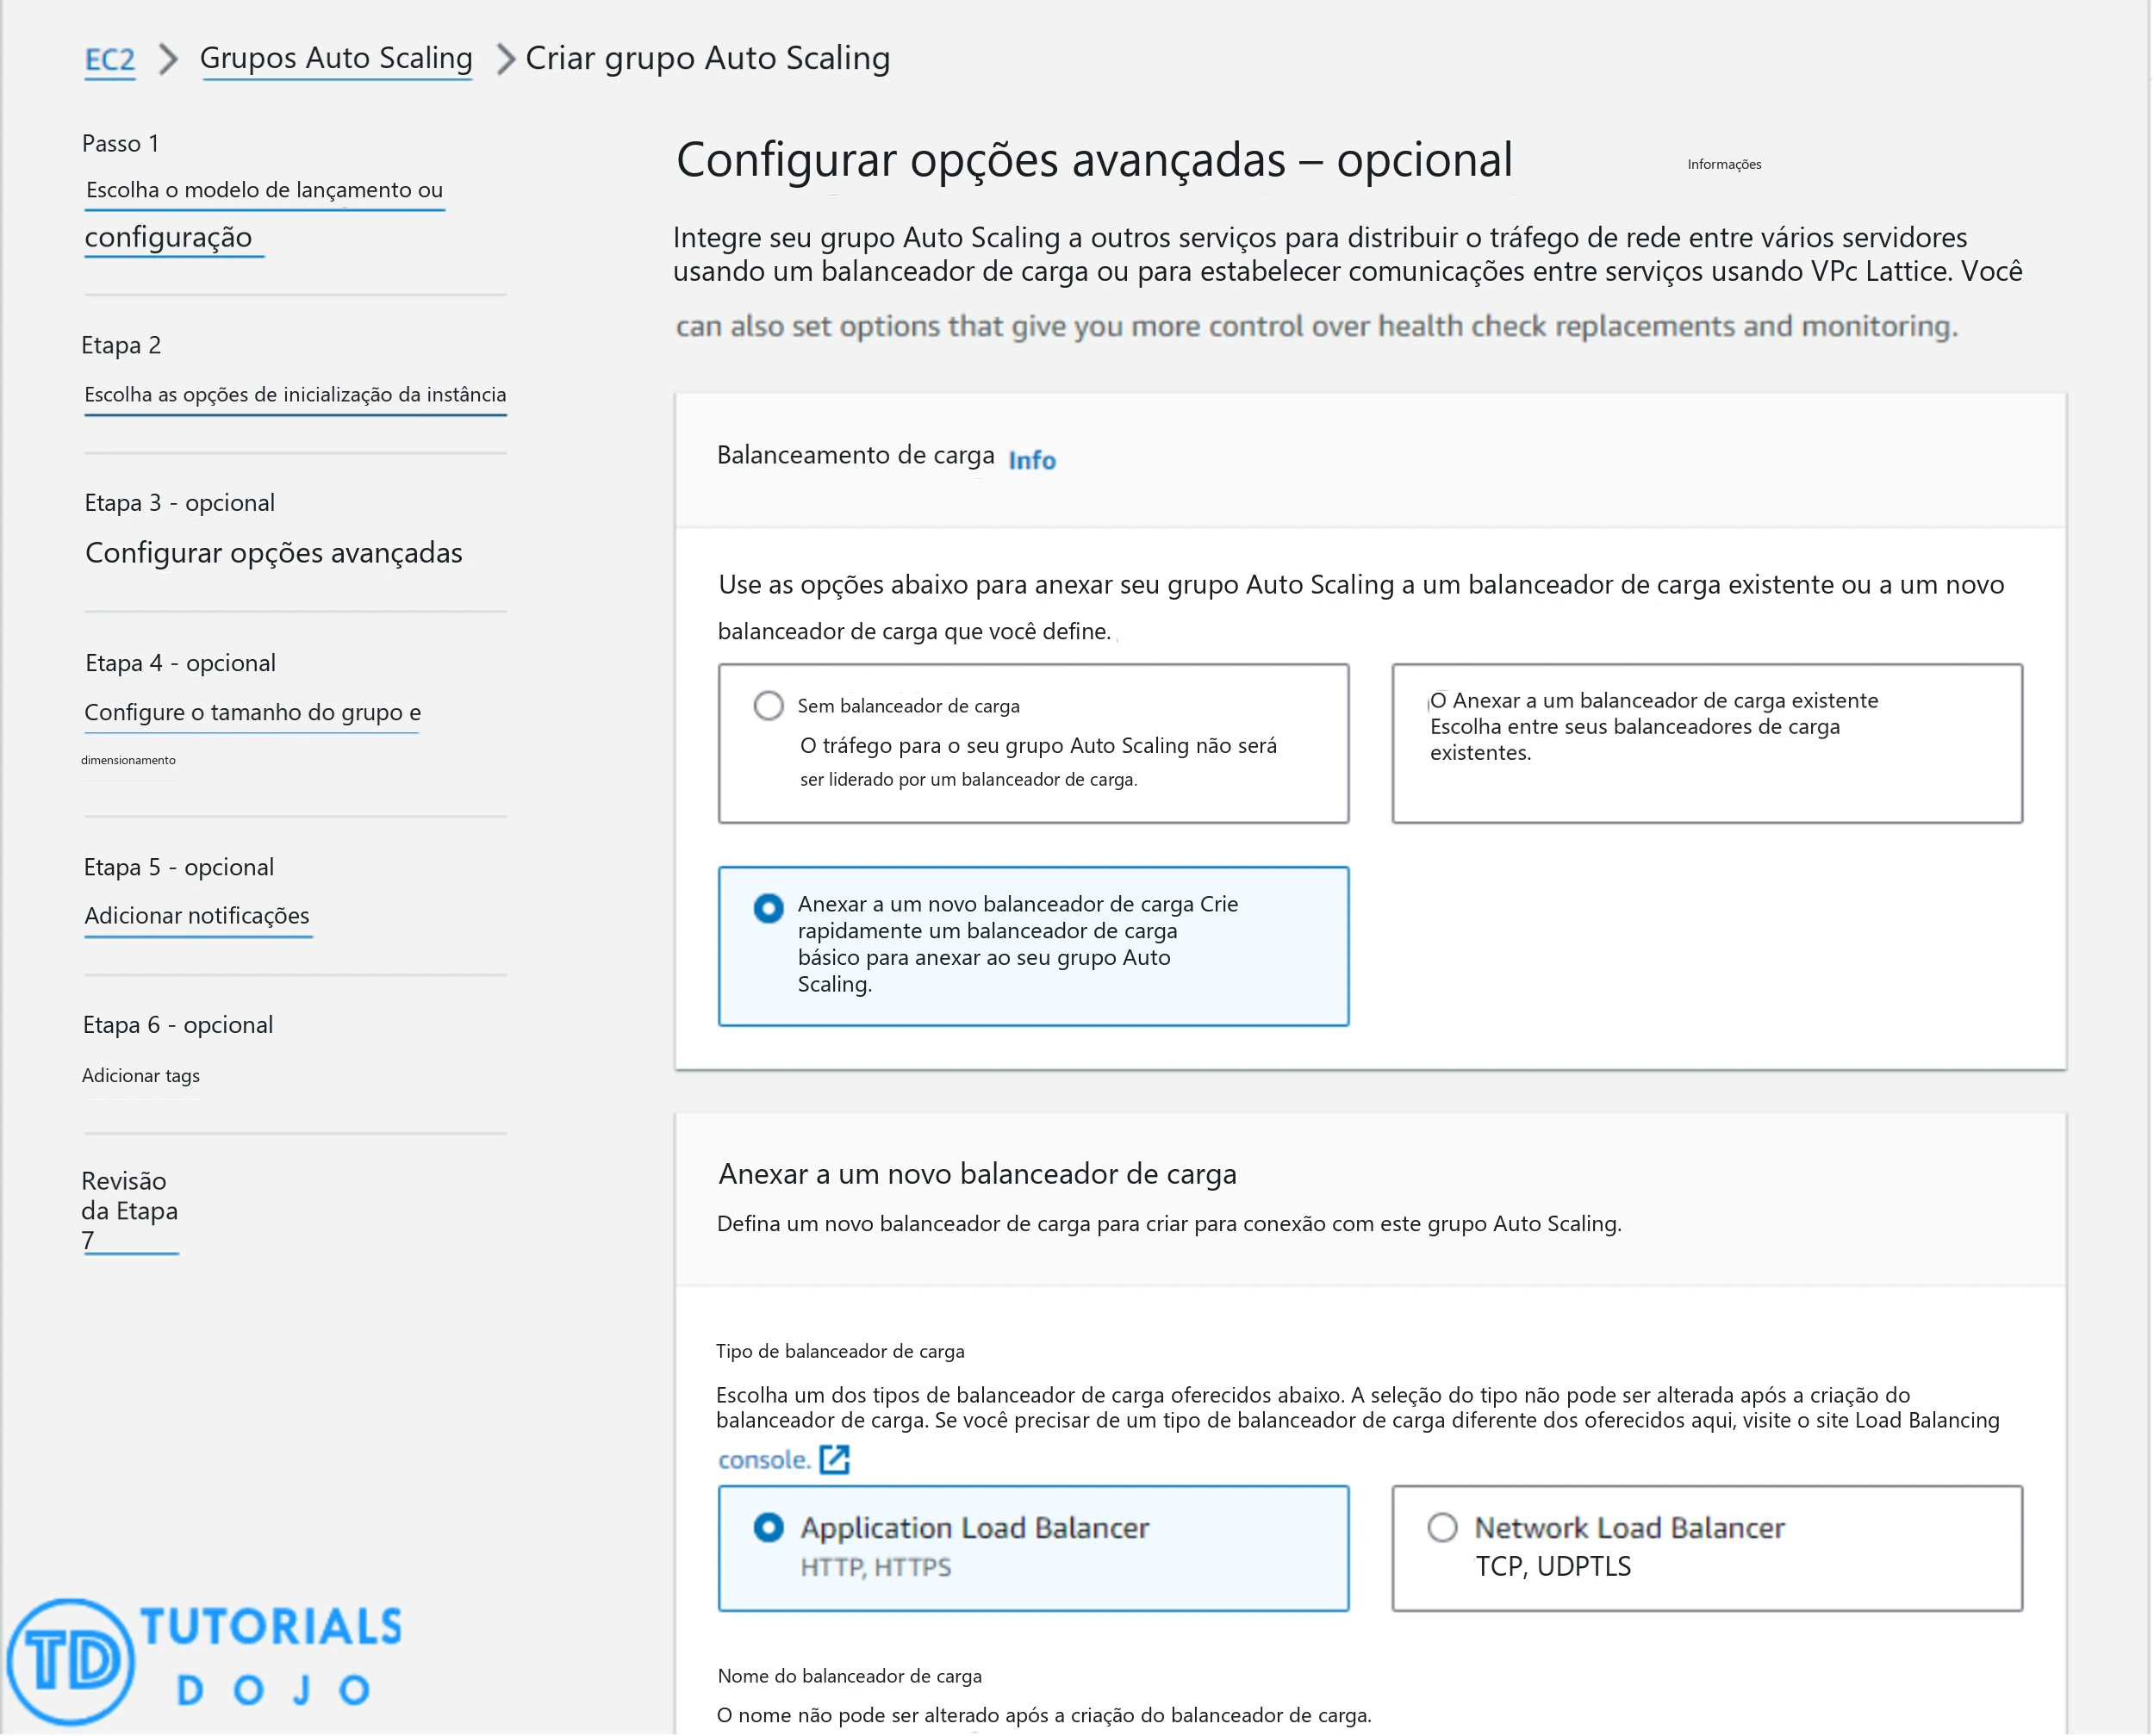 EC2 > Grupos Auto Scaling > Criar grupo Auto Scaling
Passo 1
Escolha o modelo de lançamento ou
configuração
Etapa 2
Escolha as opções de inicialização da instância
Etapa 3 - opcional
Configurar opções avançadas
Etapa 4 - opcional
Configure o tamanho do grupo e
dimensionamento
Etapa 5 - opcional
Adicionar notificações
Etapa 6 - opcional
Adicionar tags
Revisão
da Etapa
7
Configurar opções avançadas – opcional Informações
Integre seu grupo Auto Scaling a outros serviços para distribuir o tráfego de rede entre vários servidores
usando um balanceador de carga ou para estabelecer comunicações entre serviços usando VPc Lattice. Você
can also set options that give you more control over health check replacements and monitoring.
Balanceamento de carga Info
Use as opções abaixo para anexar seu grupo Auto Scaling a um balanceador de carga existente ou a um novo
balanceador de carga que você define.
Sem balanceador de carga
O tráfego para o seu grupo Auto Scaling não será
ser liderado por um balanceador de carga.
O Anexar a um balanceador de carga existente
Escolha entre seus balanceadores de carga
existentes.
Anexar a um novo balanceador de carga Crie
rapidamente um balanceador de carga
básico para anexar ao seu grupo Auto
Scaling.
Anexar a um novo balanceador de carga
Defina um novo balanceador de carga para criar para conexão com este grupo Auto Scaling.
Tipo de balanceador de carga
Escolha um dos tipos de balanceador de carga oferecidos abaixo. A seleção do tipo não pode ser alterada após a criação do
balanceador de carga. Se você precisar de um tipo de balanceador de carga diferente dos oferecidos aqui, visite o site Load Balancing
console.
Application Load Balancer
HTTP, HTTPS
Network Load Balancer
TCP, UDPTLS
Nome do balanceador de carga
O nome não pode ser alterado após a criação do balanceador de carga.
TD TUTORIALS
DOJO